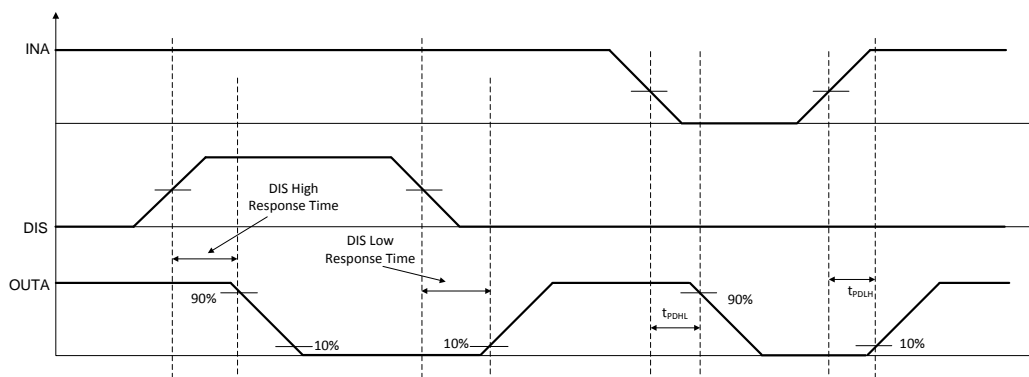 INA
DIS High
Response Time
DIS
DIS Low
Response Time
OUTA
90%
10%
10%
tPDHL
90%
tPDLH
10%